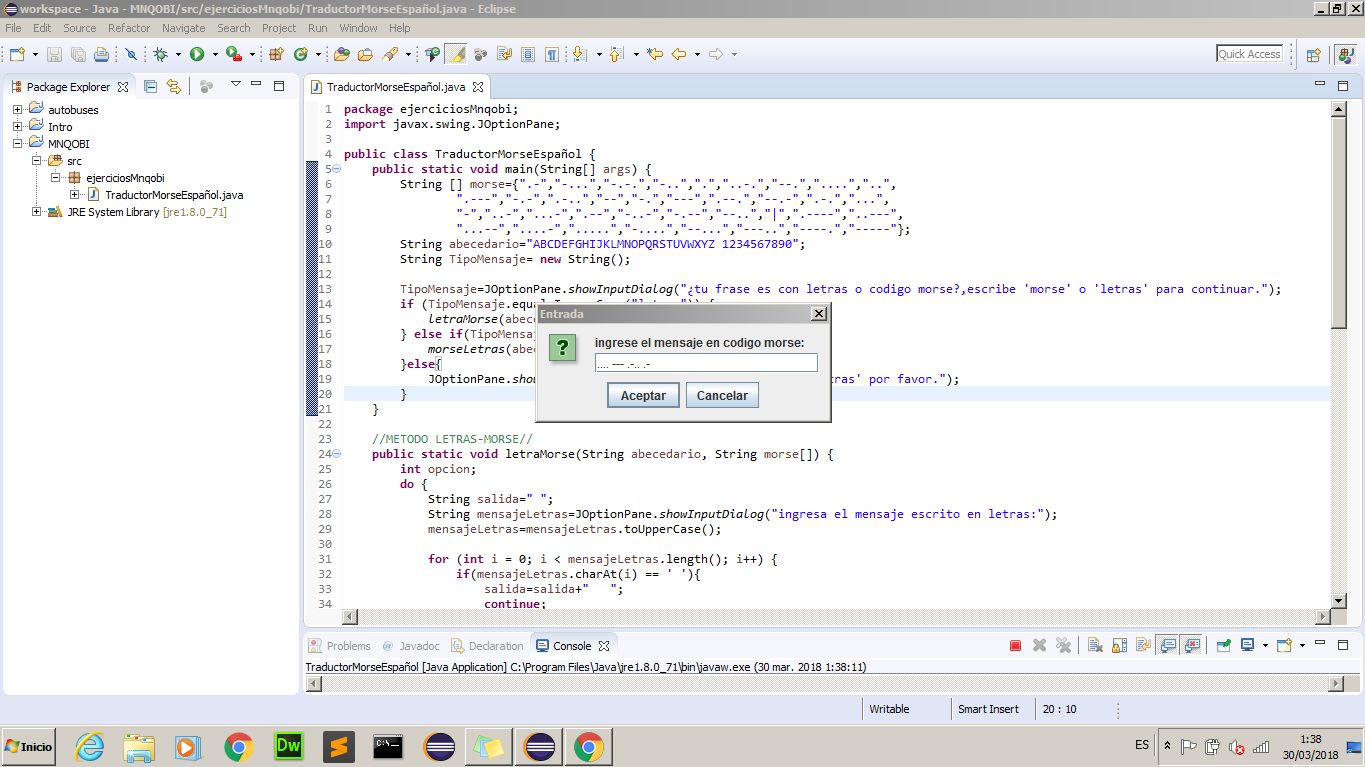 workspace - Java - MNQOBI/src/ejerciciosMnqobi/TraductorMorseEspañol.java - Eclipse
File Edit Source Refactor Navigate Search Project Run Window Help
Quick Access
Package Explorer
autobuses
Intro
MNQOBI
src
ejerciciosMnqobi
TraductorMorseEspañol.java
JRE System Library [jre1.8.0_71]
TraductorMorseEspañol.java
1 package ejerciciosMnqobi;
2 import javax.swing.JOptionPane;
3
4 public class TraductorMorseEspañol {
5 public static void main(String[] args) {
6 String [] morse={".-","-...","-.-.","-..",".","..-.","--.","....","..",
7 ".---","-.-",".-..","--","-.","---",".--.","--.-",".-.","...",
8 "-","..-","...-",".--","-..-","-.--","--..","|",".----","..---",
9 "...--","....-",".....","-....","--...","---..","----.","-----"};
10 String abecedario="ABCDEFGHIJKLMNOPQRSTUVWXYZ 1234567890";
11 String TipoMensaje= new String();
12
13 TipoMensaje=JOptionPane.showInputDialog("¿tu frase es con letras o codigo morse?,escribe 'morse' o 'letras' para continuar.");
14 if (TipoMensaje.equal
15 letraMorse(abec
16 } else if(TipoMensa
17 morseLetras(abe
18 }else{
19 JOptionPane.sho ras' por favor.");
20 }
21 }
22
23 //METODO LETRAS-MORSE//
24 public static void letraMorse(String abecedario, String morse[]) {
25 int opcion;
26 do {
27 String salida=" ";
28 String mensajeLetras=JOptionPane.showInputDialog("ingresa el mensaje escrito en letras:");
29 mensajeLetras=mensajeLetras.toUpperCase();
30
31 for (int i = 0; i < mensajeLetras.length(); i++) {
32 if(mensajeLetras.charAt(i) == ' '){
33 salida=salida+"   ";
34 continue;
Entrada
ingrese el mensaje en codigo morse:
.... --- .-.. .-
Aceptar Cancelar
Problems @ Javadoc Declaration Console
TraductorMorseEspañol [Java Application] C:\Program Files\Java\jre1.8.0_71\bin\javaw.exe (30 mar. 2018 1:38:11)
Writable Smart Insert 20 : 10
Inicio Dw C:\_ ES 1:38
30/03/2018